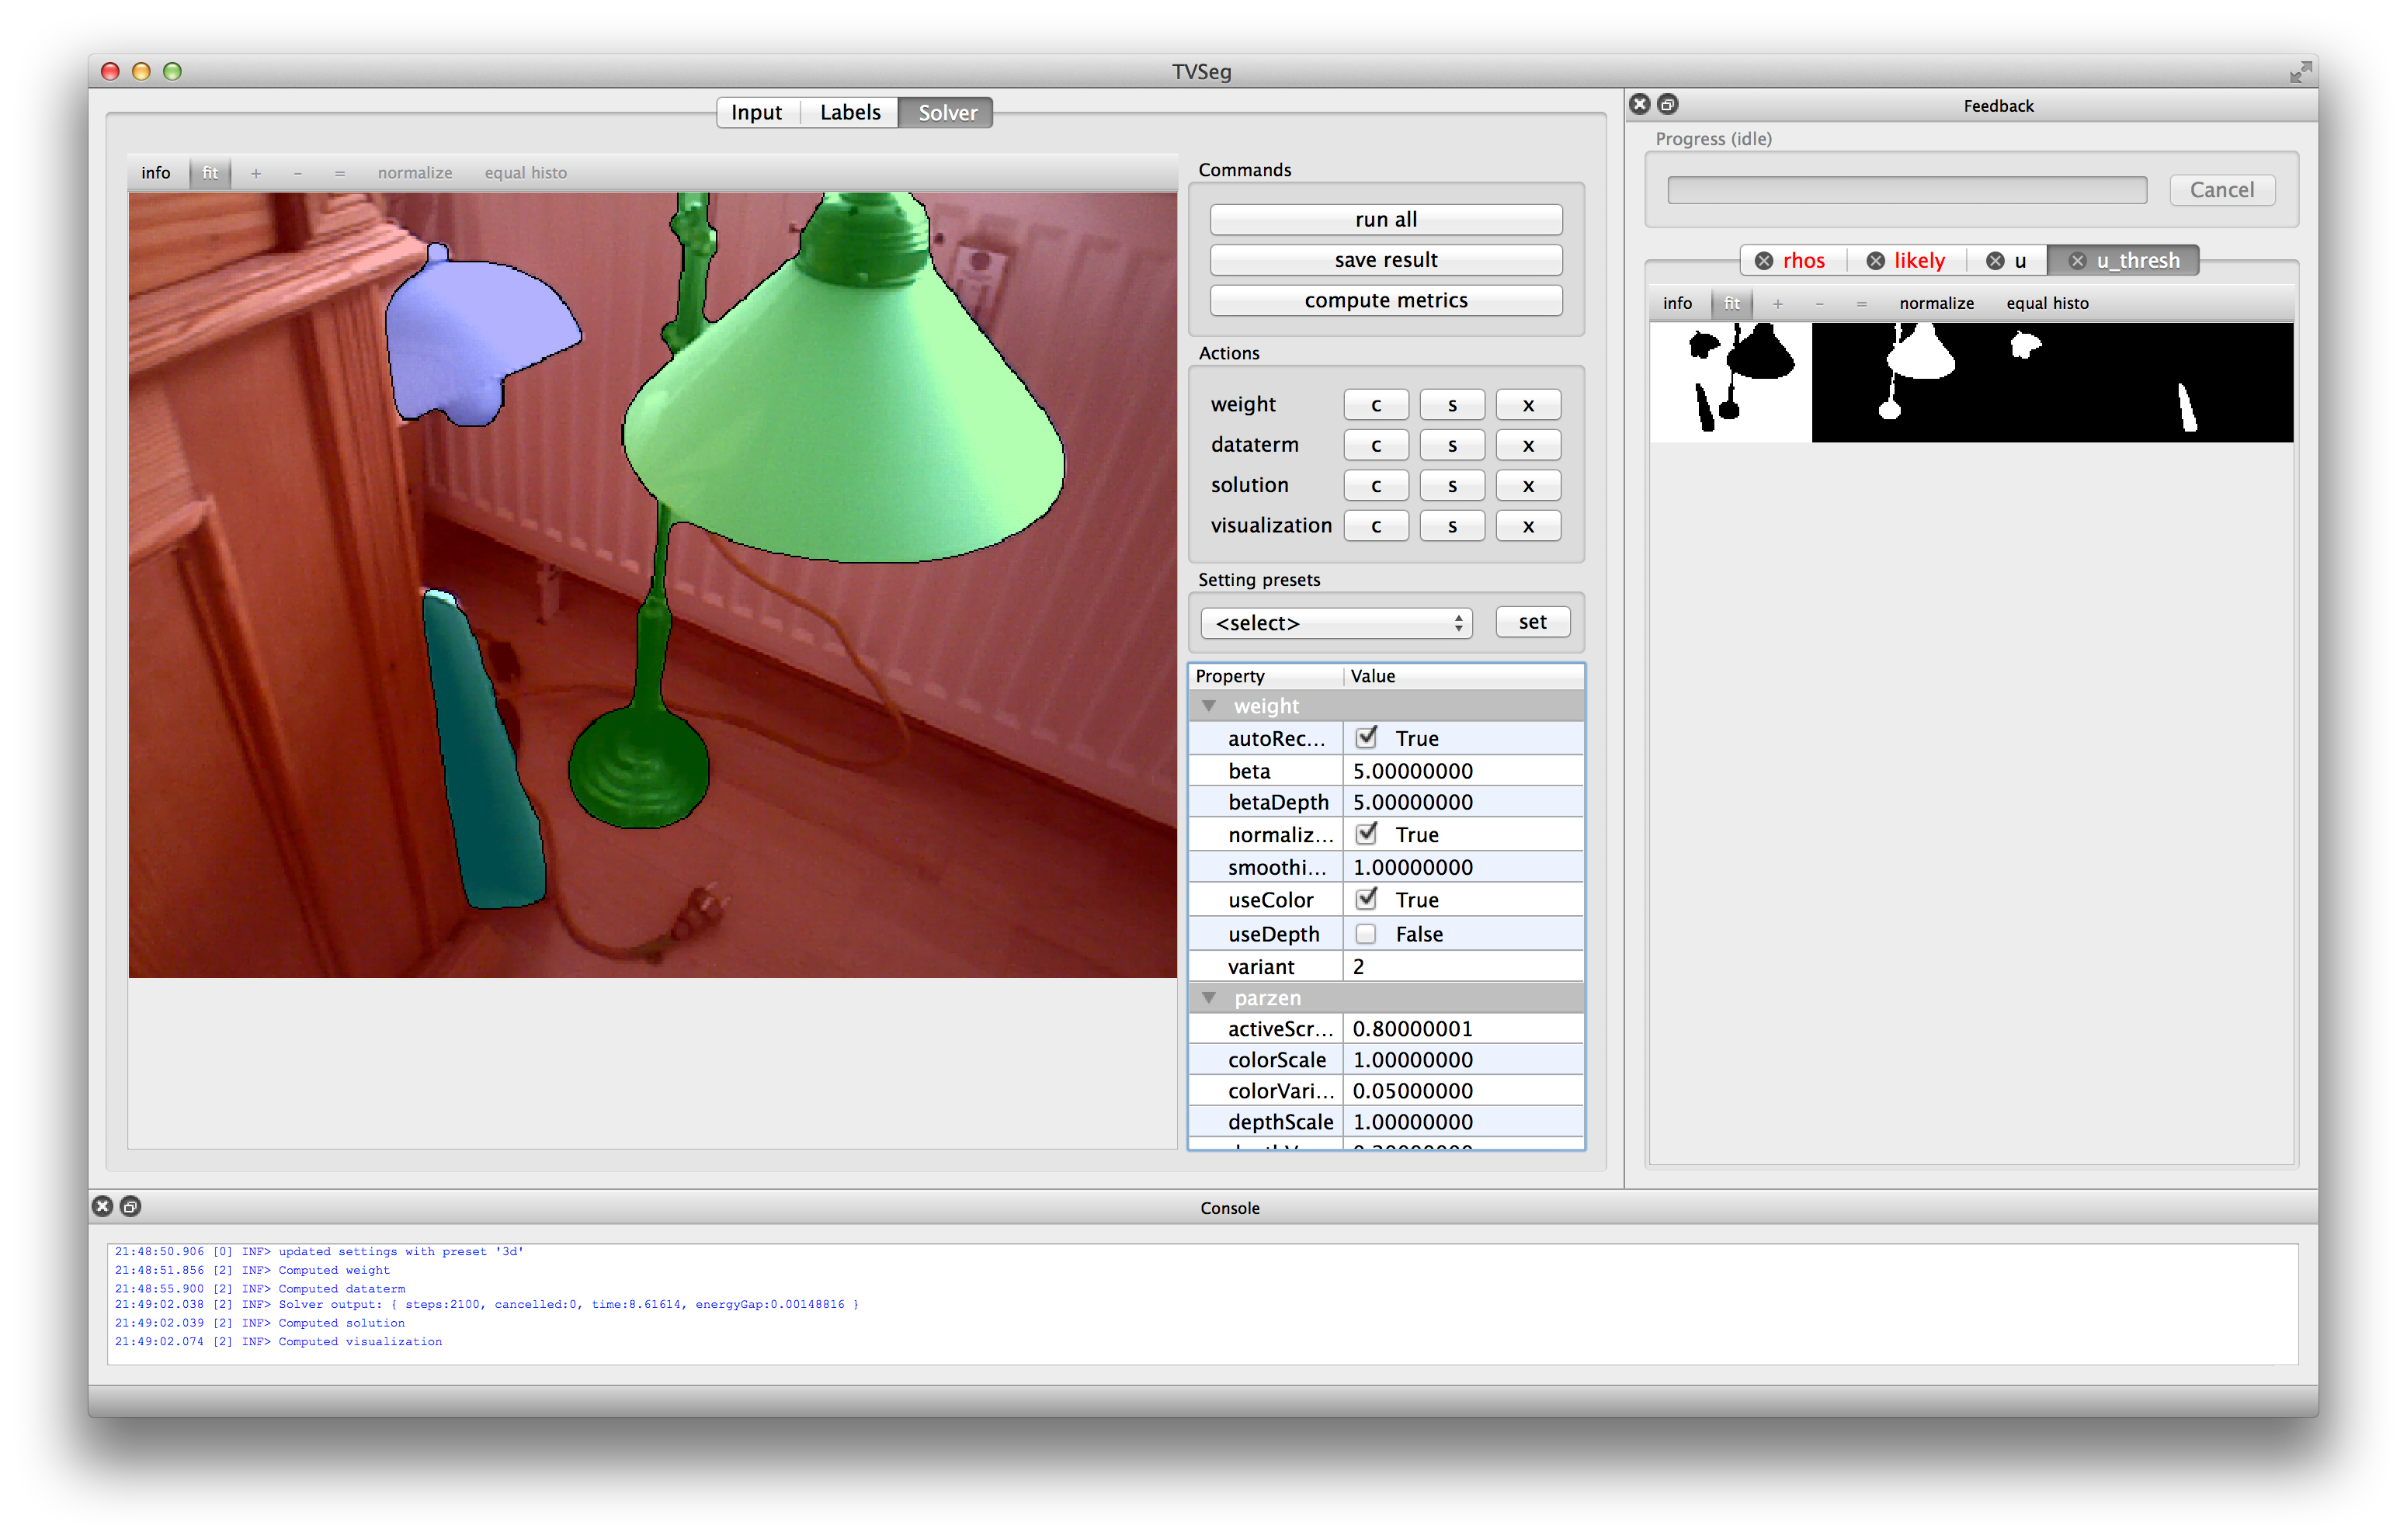 TVSeg
Input Labels Solver
info fit + - = normalize equal histo
Commands
run all
save result
compute metrics
Actions
weight c s x
dataterm c s x
solution c s x
visualization c s x
Setting presets
<select> set
Property Value
weight
autoRec... True
beta 5.00000000
betaDepth 5.00000000
normaliz... True
smoothi... 1.00000000
useColor True
useDepth False
variant 2
parzen
activeScr... 0.80000001
colorScale 1.00000000
colorVari... 0.05000000
depthScale 1.00000000
Feedback
Progress (idle)
Cancel
rhos likely u u_thresh
info fit + - = normalize equal histo
Console
21:48:50.906 [0] INF> updated settings with preset '3d'
21:48:51.856 [2] INF> Computed weight
21:48:55.900 [2] INF> Computed dataterm
21:49:02.038 [2] INF> Solver output: { steps:2100, cancelled:0, time:8.61614, energyGap:0.00148816 }
21:49:02.039 [2] INF> Computed solution
21:49:02.074 [2] INF> Computed visualization